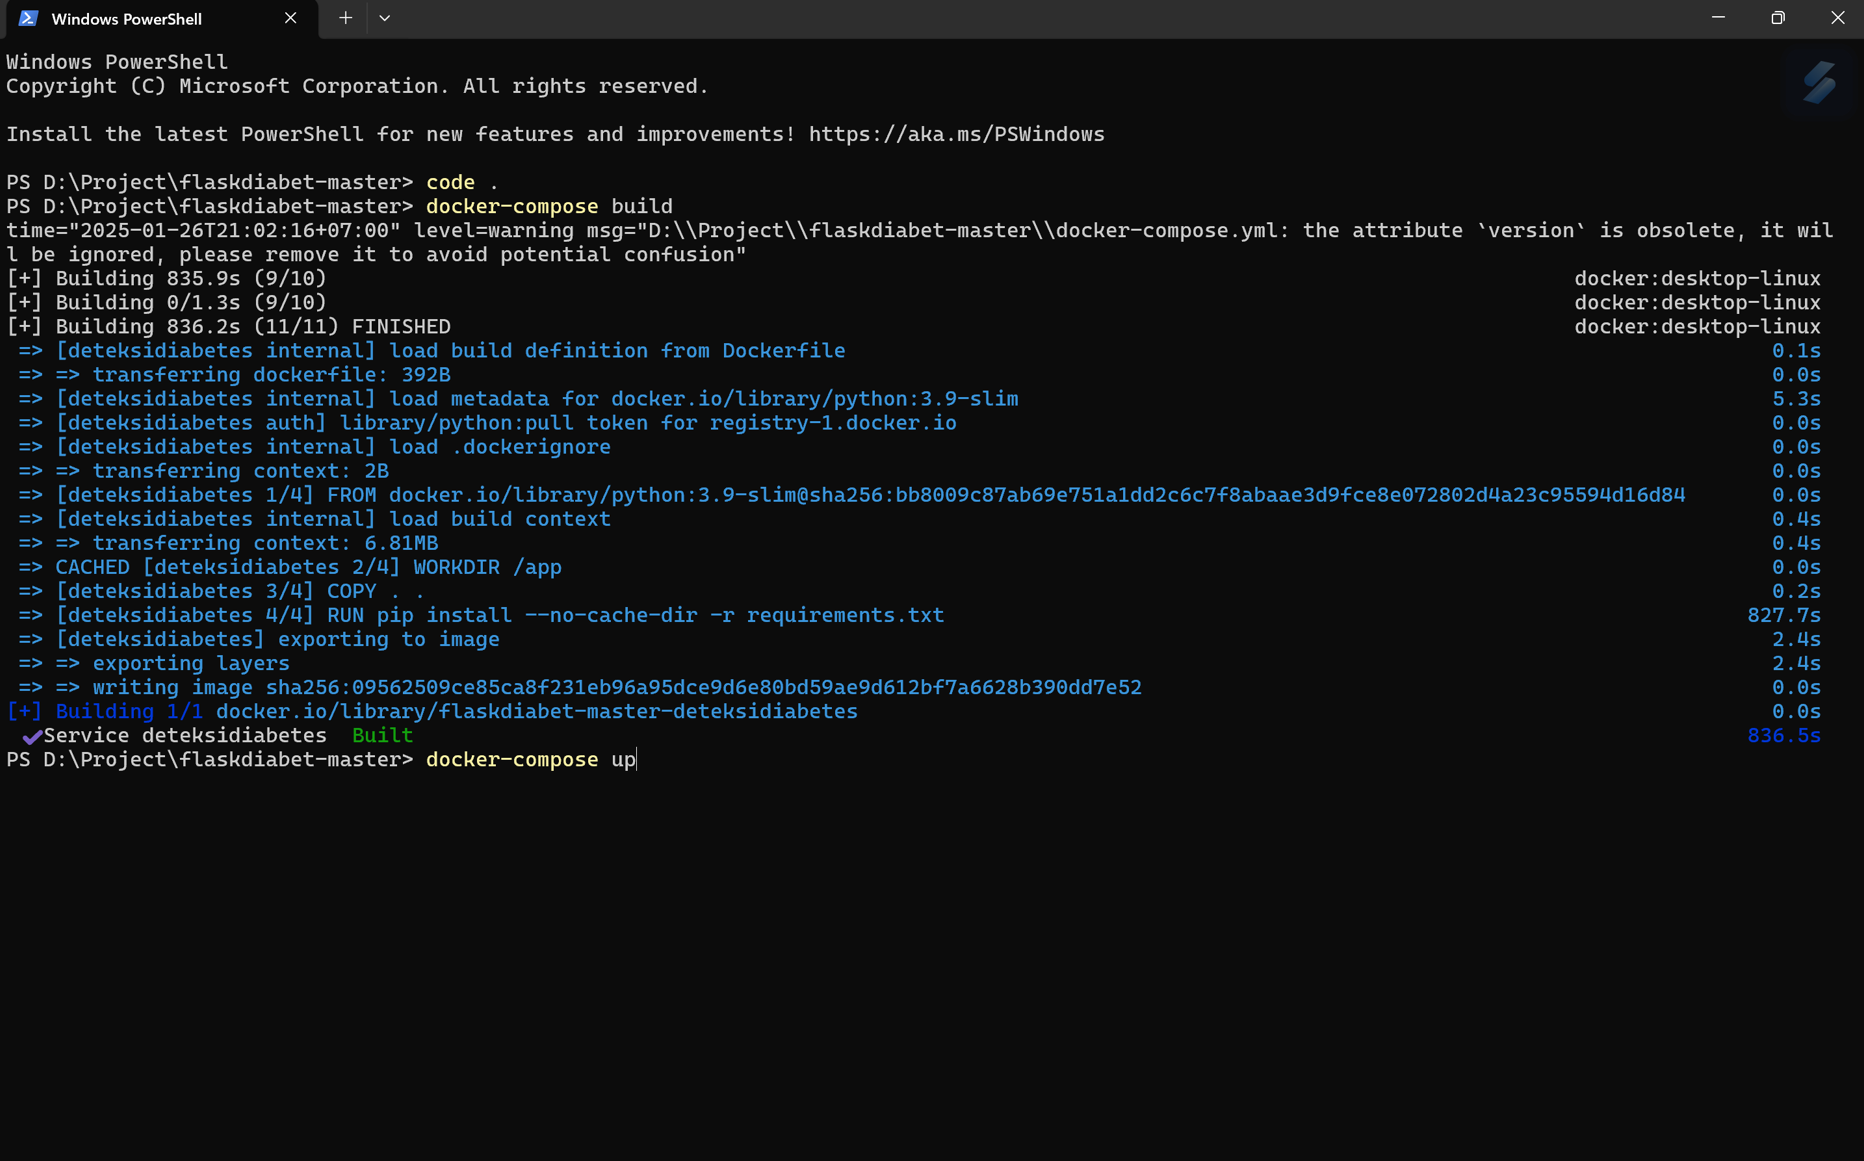 Windows PowerShell
Windows PowerShell
Copyright (C) Microsoft Corporation. All rights reserved.
Install the latest PowerShell for new features and improvements! https://aka.ms/PSWindows
PS D:\Project\flaskdiabet-master> code .
PS D:\Project\flaskdiabet-master> docker-compose build
time="2025-01-26T21:02:16+07:00" level=warning msg="D:\\Project\\flaskdiabet-master\\docker-compose.yml: the attribute `version` is obsolete, it wil
l be ignored, please remove it to avoid potential confusion"
[+] Building 835.9s (9/10) docker:desktop-linux
[+] Building 0/1.3s (9/10) docker:desktop-linux
[+] Building 836.2s (11/11) FINISHED docker:desktop-linux
=> [deteksidiabetes internal] load build definition from Dockerfile 0.1s
=> => transferring dockerfile: 392B 0.0s
=> [deteksidiabetes internal] load metadata for docker.io/library/python:3.9-slim 5.3s
=> [deteksidiabetes auth] library/python:pull token for registry-1.docker.io 0.0s
=> [deteksidiabetes internal] load .dockerignore 0.0s
=> => transferring context: 2B 0.0s
=> [deteksidiabetes 1/4] FROM docker.io/library/python:3.9-slim@sha256:bb8009c87ab69e751a1dd2c6c7f8abaae3d9fce8e072802d4a23c95594d16d84 0.0s
=> [deteksidiabetes internal] load build context 0.4s
=> => transferring context: 6.81MB 0.4s
=> CACHED [deteksidiabetes 2/4] WORKDIR /app 0.0s
=> [deteksidiabetes 3/4] COPY . . 0.2s
=> [deteksidiabetes 4/4] RUN pip install --no-cache-dir -r requirements.txt 827.7s
=> [deteksidiabetes] exporting to image 2.4s
=> => exporting layers 2.4s
=> => writing image sha256:09562509ce85ca8f231eb96a95dce9d6e80bd59ae9d612bf7a6628b390dd7e52 0.0s
[+] Building 1/1 docker.io/library/flaskdiabet-master-deteksidiabetes 0.0s
✔Service deteksidiabetes Built 836.5s
PS D:\Project\flaskdiabet-master> docker-compose up